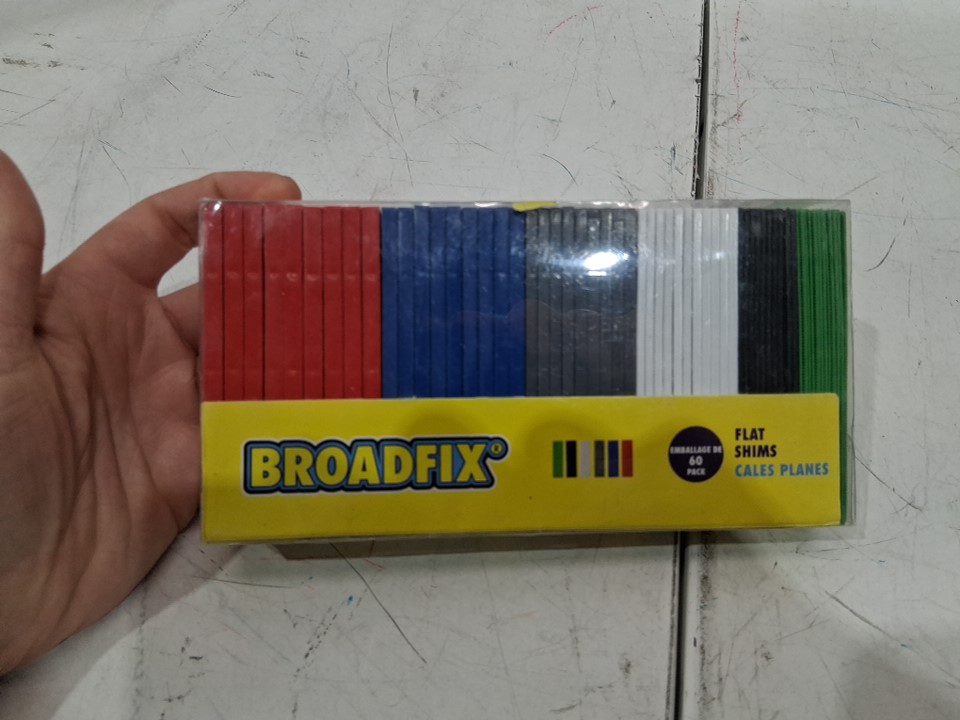 BROADFIX®
EMBALLAGE DE
60
PACK
FLAT
SHIMS
CALES PLANES